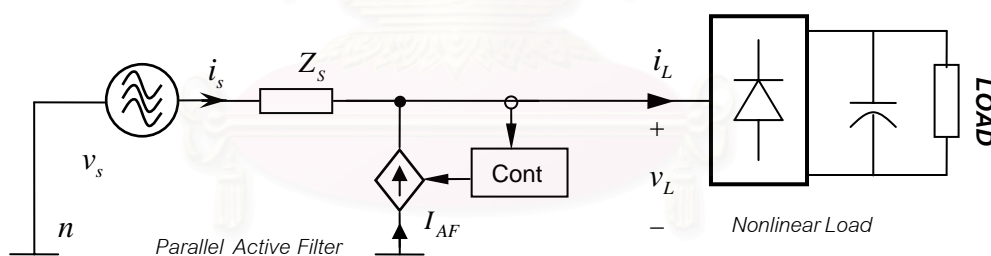 i_s
Z_S
i_L
+
v_L
−
v_s
n
Cont
I_AF
Parallel Active Filter
Nonlinear Load
LOAD